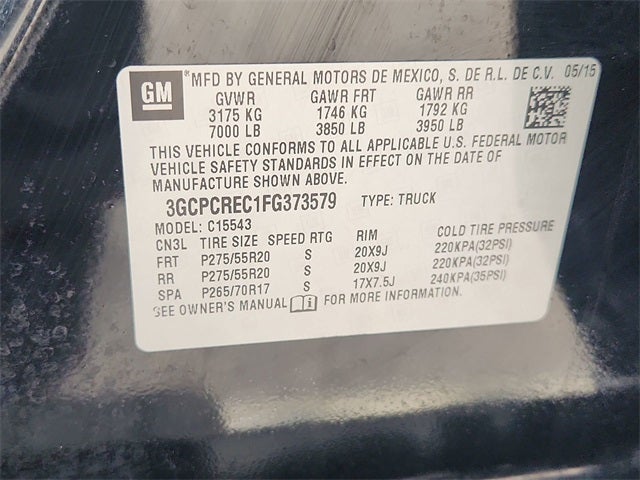 GM
MFD BY GENERAL MOTORS DE MEXICO, S. DE R.L. DE C.V. 05/15
GVWR GAWR FRT GAWR RR
3175 KG 1746 KG 1792 KG
7000 LB 3850 LB 3950 LB
THIS VEHICLE CONFORMS TO ALL APPLICABLE U.S. FEDERAL MOTOR
VEHICLE SAFETY STANDARDS IN EFFECT ON THE DATE OF
MANUFACTURE SHOWN ABOVE.
3GCPCREC1FG373579 TYPE: TRUCK
MODEL: C15543
CN3L TIRE SIZE SPEED RTG RIM COLD TIRE PRESSURE
FRT P275/55R20 S 20X9J 220KPA(32PSI)
RR P275/55R20 S 20X9J 220KPA(32PSI)
SPA P265/70R17 S 17X7.5J 240KPA(35PSI)
SEE OWNER'S MANUAL FOR MORE INFORMATION.